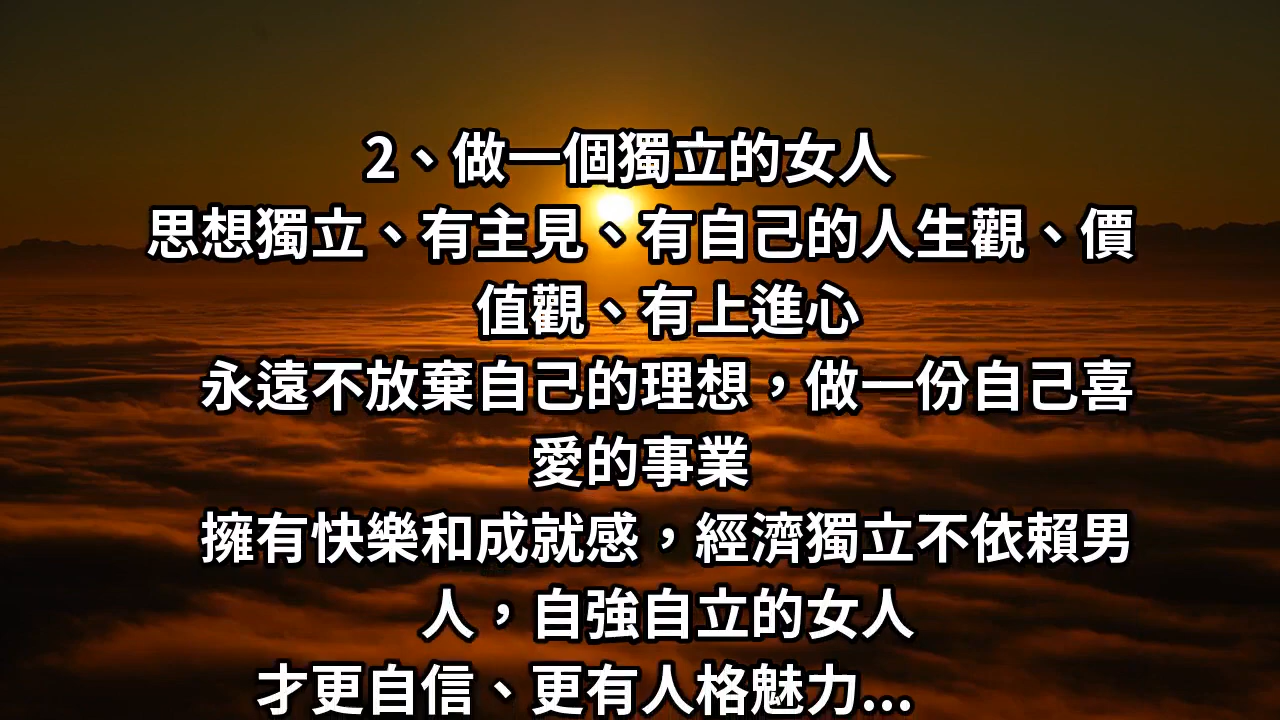 2、做一個獨立的女人
思想獨立、有主見、有自己的人生觀、價
值觀、有上進心
永遠不放棄自己的理想，做一份自己喜
愛的事業
擁有快樂和成就感，經濟獨立不依賴男
人，自強自立的女人
才更自信、更有人格魅力...